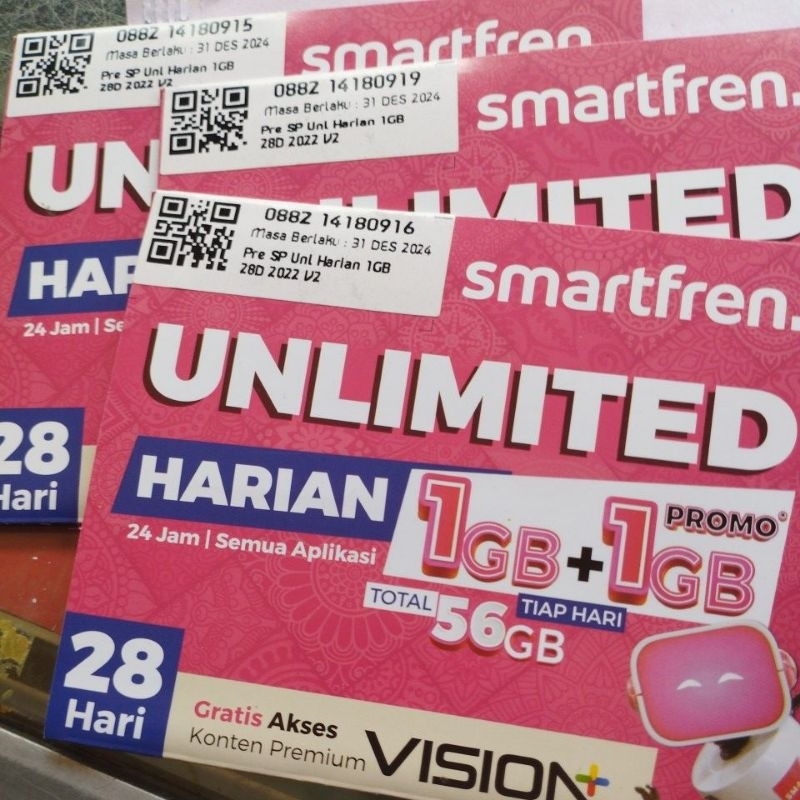 0882 14180915
Masa Berlaku : 31 DES 2024
Pre SP Unl Harian 1GB
28D 2022 V2
smartfren
UN
HAR
24 Jam | Se
28
Hari
0882 14180919
Masa Berlaku : 31 DES 2024
Pre SP Unl Harian 1GB
28D 2022 V2
smartfren.
UNLIMITED
0882 14180916
Masa Berlaku : 31 DES 2024
Pre SP Unl Harian 1GB
28D 2022 V2
smartfren.
UNLIMITED
HARIAN
24 Jam | Semua Aplikasi
1GB+1GB
PROMO*
TIAP HARI
TOTAL 56GB
28
Hari
Gratis Akses
Konten Premium
VISION+